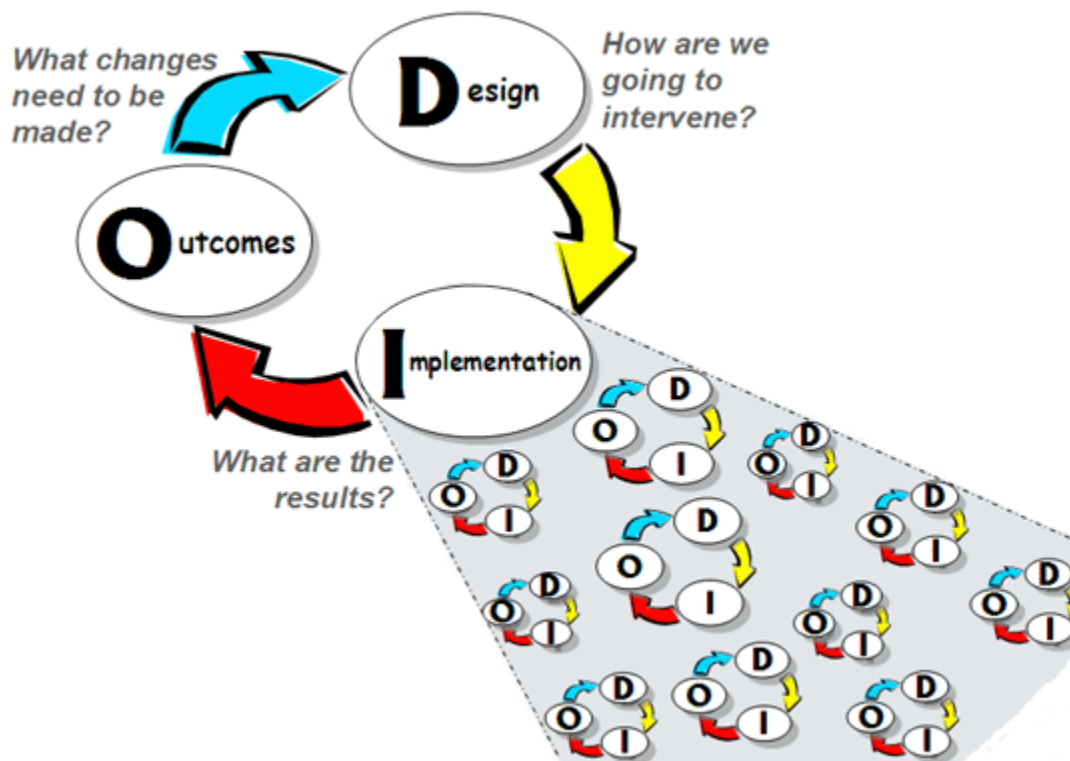 What changes
need to be
made?
Design
How are we
going to
intervene?
Outcomes
Implementation
What are the
results?
D
O
I
D
O
I
D
O
I
D
O
I
D
O
I
D
O
I
D
O
I
D
O
I
D
O
I
D
O
I
D
O
I